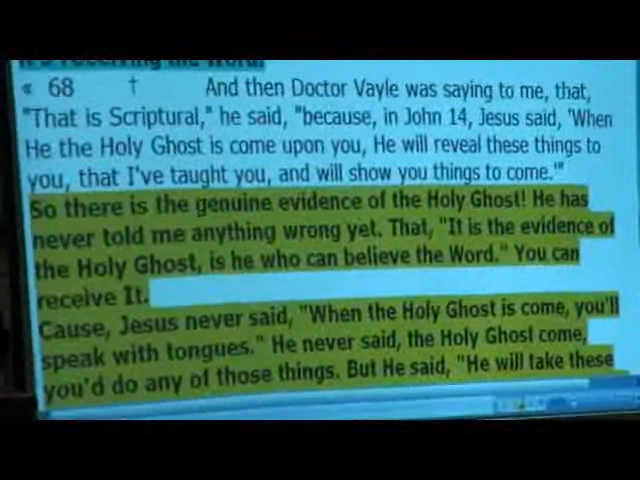 It's receiving the Word.
« 68 † And then Doctor Vayle was saying to me, that,
"That is Scriptural," he said, "because, in John 14, Jesus said, 'When
He the Holy Ghost is come upon you, He will reveal these things to
you, that I've taught you, and will show you things to come.'"
So there is the genuine evidence of the Holy Ghost! He has
never told me anything wrong yet. That, "It is the evidence of
the Holy Ghost, is he who can believe the Word." You can
receive It.
Cause, Jesus never said, "When the Holy Ghost is come, you'll
speak with tongues." He never said, the Holy Ghost come,
you'd do any of those things. But He said, "He will take these